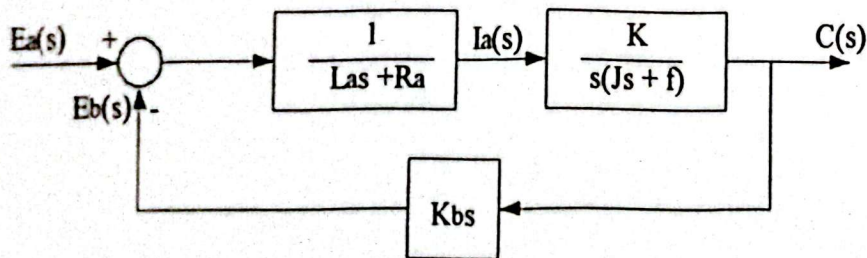 Ea(s) + 1 Ia(s) K C(s)
Las +Ra s(Js + f)
Eb(s) -
Kbs